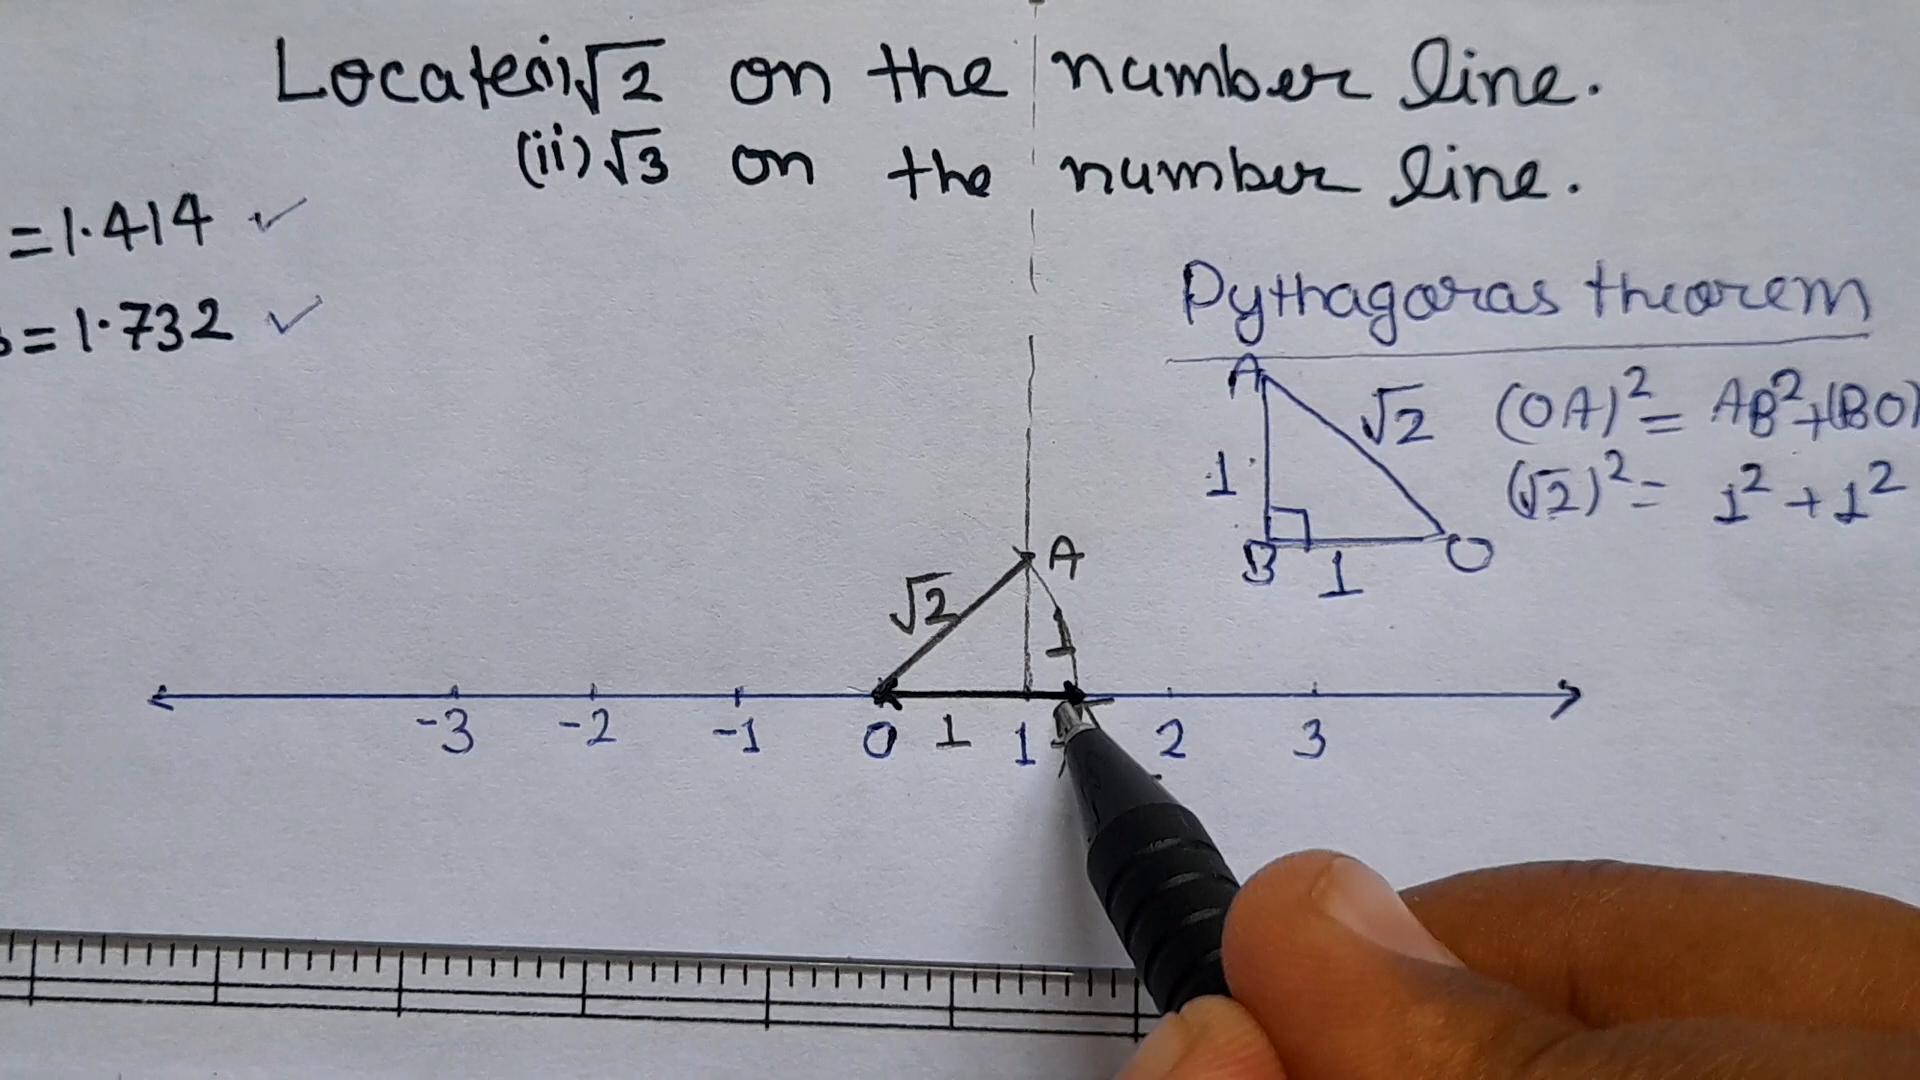 Locate(i)√2 on the number line.
(ii)√3 on the number line.
=1.414 ✓
=1.732 ✓
Pythagoras theorem
A
√2 (OA)²= AB²+(BO)
1 (√2)²= 1²+1²
B 1 O
A
√2
1
-3 -2 -1 0 1 1 2 3